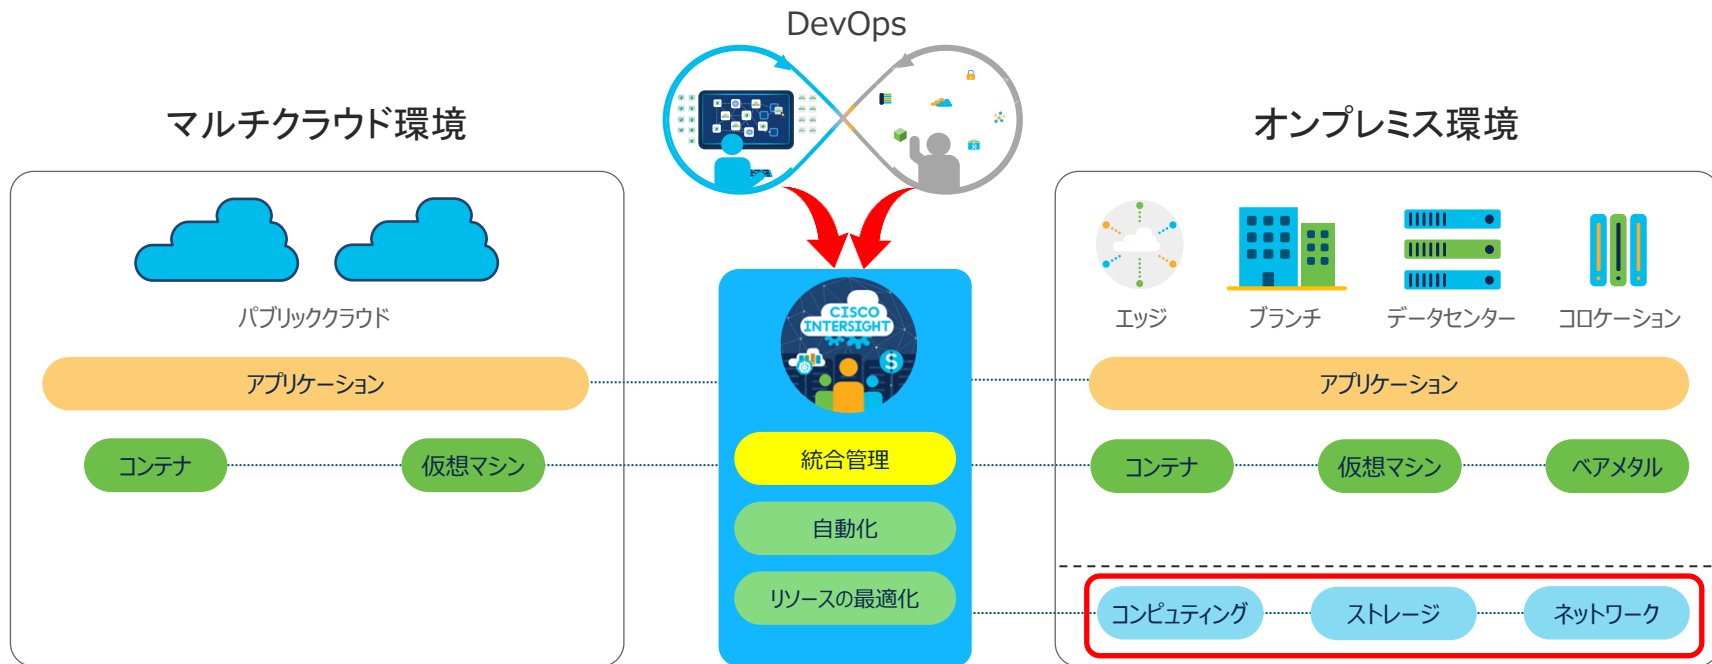 DevOps
マルチクラウド環境
オンプレミス環境
パブリッククラウド
CISCO
INTERSIGHT
エッジ
ブランチ
データセンター
コロケーション
アプリケーション
アプリケーション
コンテナ
仮想マシン
統合管理
コンテナ
仮想マシン
ベアメタル
自動化
リソースの最適化
コンピュティング
ストレージ
ネットワーク